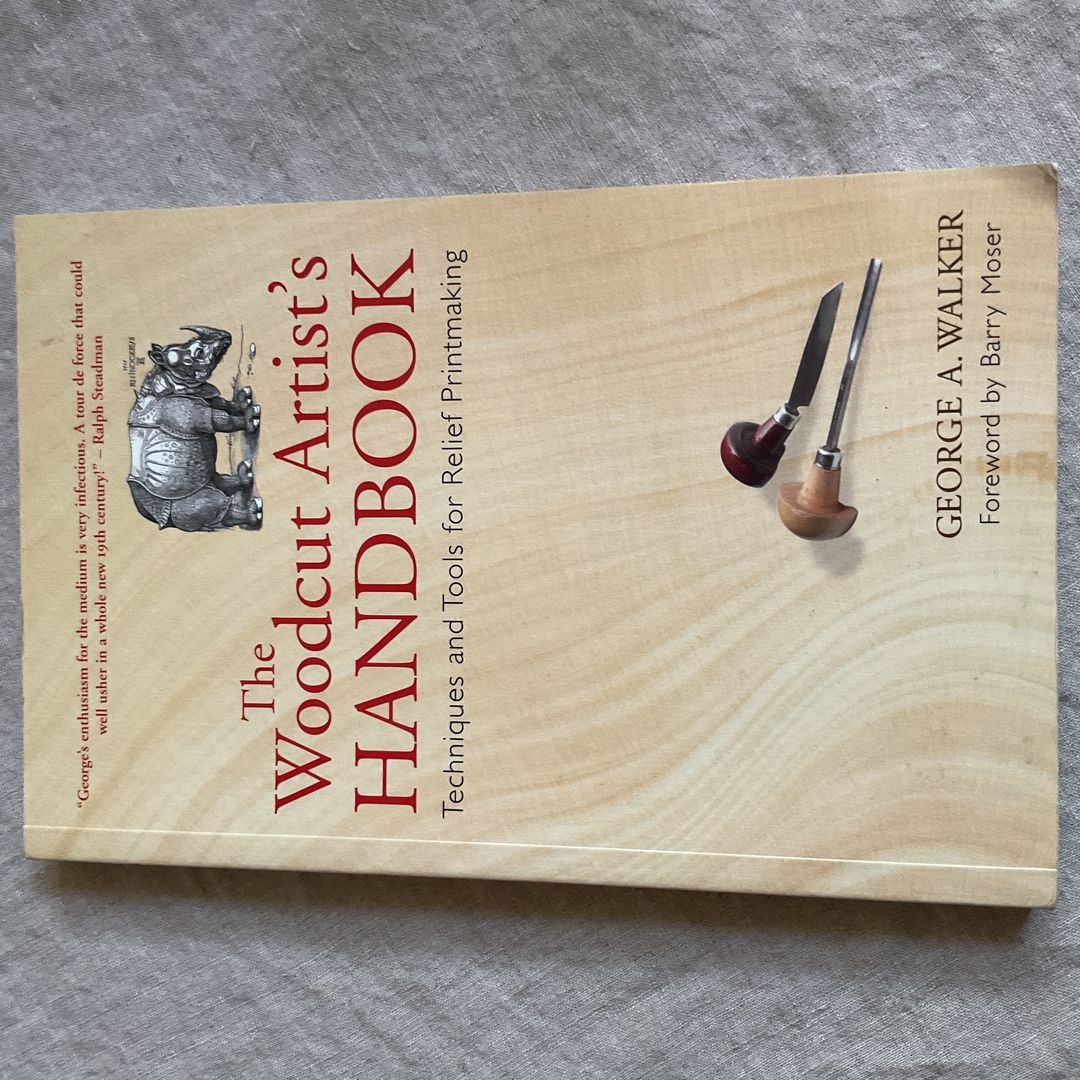 “George’s enthusiasm for the medium is very infectious. A tour de force that could
well usher in a whole new 19th century!” – Ralph Steadman
RHINOCERVS
The
Woodcut Artist’s
HANDBOOK
Techniques and Tools for Relief Printmaking
GEORGE A. WALKER
Foreword by Barry Moser